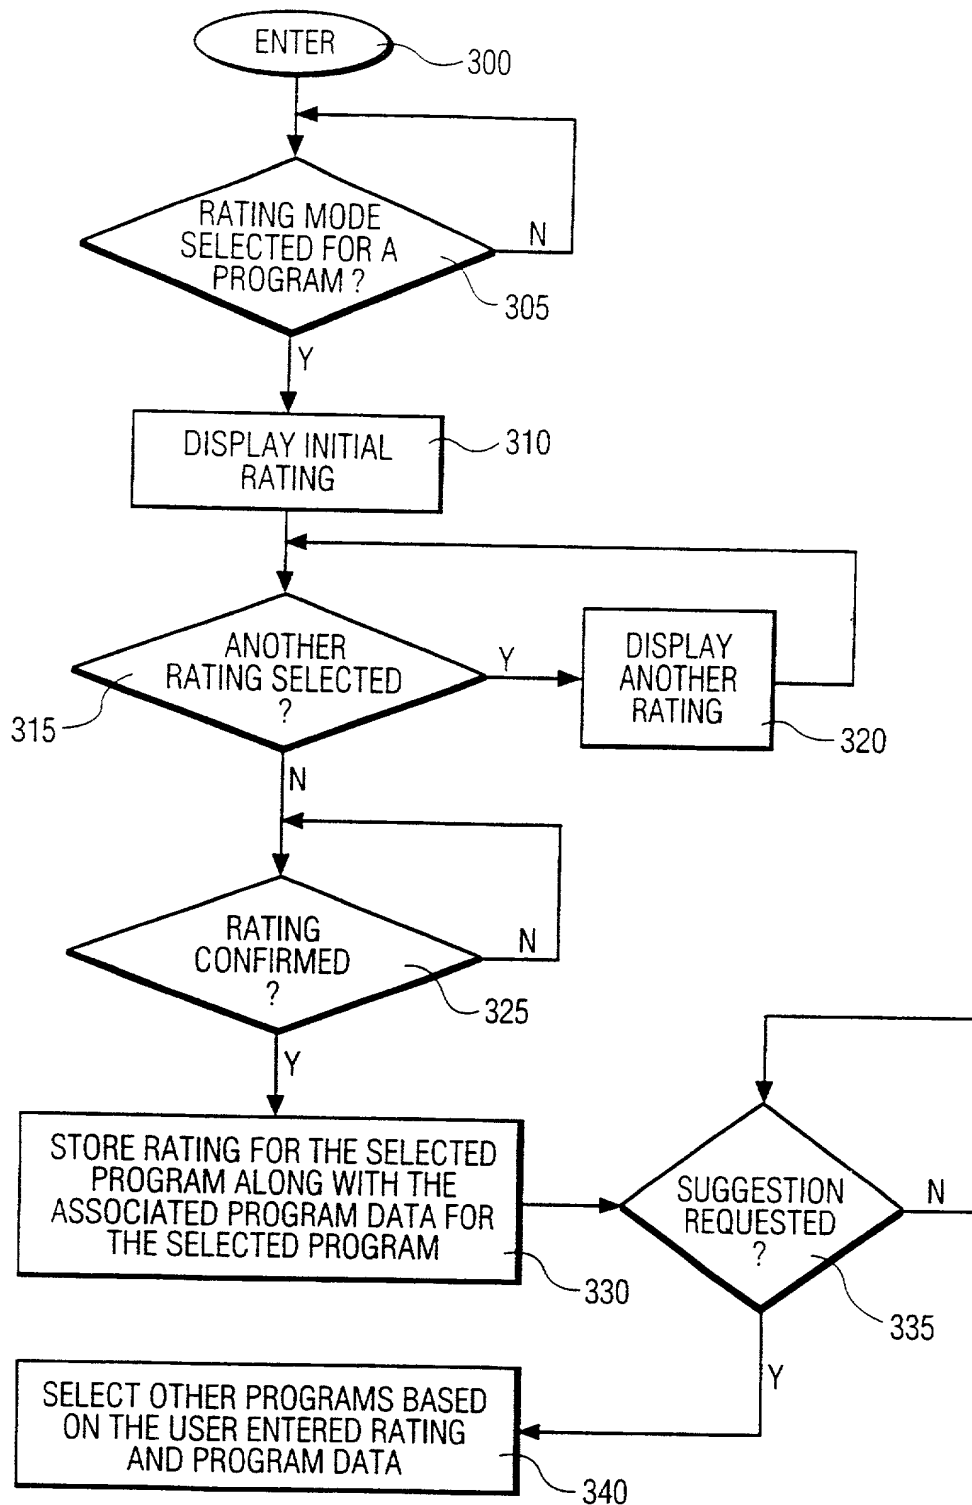 ENTER
300
RATING MODE
SELECTED FOR A
PROGRAM ?
N
305
Y
DISPLAY INITIAL
RATING
310
ANOTHER
RATING SELECTED
?
Y
315
DISPLAY
ANOTHER
RATING
320
N
RATING
CONFIRMED
?
N
325
Y
STORE RATING FOR THE SELECTED
PROGRAM ALONG WITH THE
ASSOCIATED PROGRAM DATA FOR
THE SELECTED PROGRAM
330
SUGGESTION
REQUESTED
?
N
335
Y
SELECT OTHER PROGRAMS BASED
ON THE USER ENTERED RATING
AND PROGRAM DATA
340